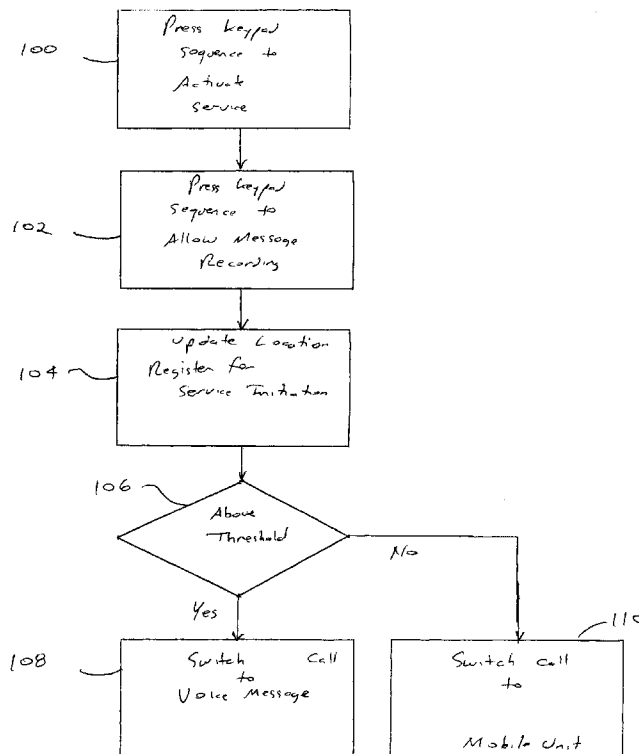 100
Press keypad
sequence to
Activate
service
102
Press keypad
sequence to
Allow Message
Recording
104
update Location
Register for
Service Initiation
106
Above
Threshold
No
Yes
108
Switch Call
to
Voice Message
110
Switch call
to
Mobile Unit